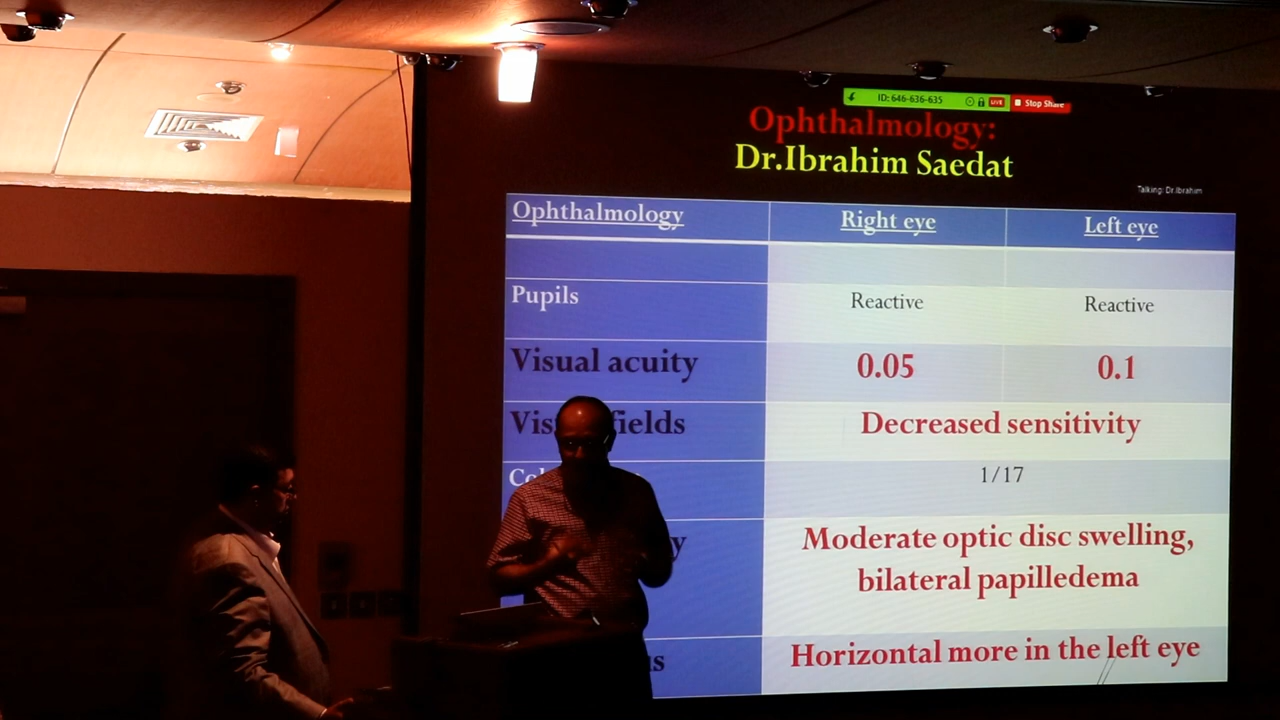 ID: 646-636-635 LIVE Stop Share
Ophthalmology:
Dr.Ibrahim Saedat
Talking: Dr.Ibrahim
Ophthalmology Right eye Left eye
Pupils Reactive Reactive
Visual acuity 0.05 0.1
fields Decreased sensitivity
1/17
Moderate optic disc swelling,
bilateral papilledema
Horizontal more in the left eye